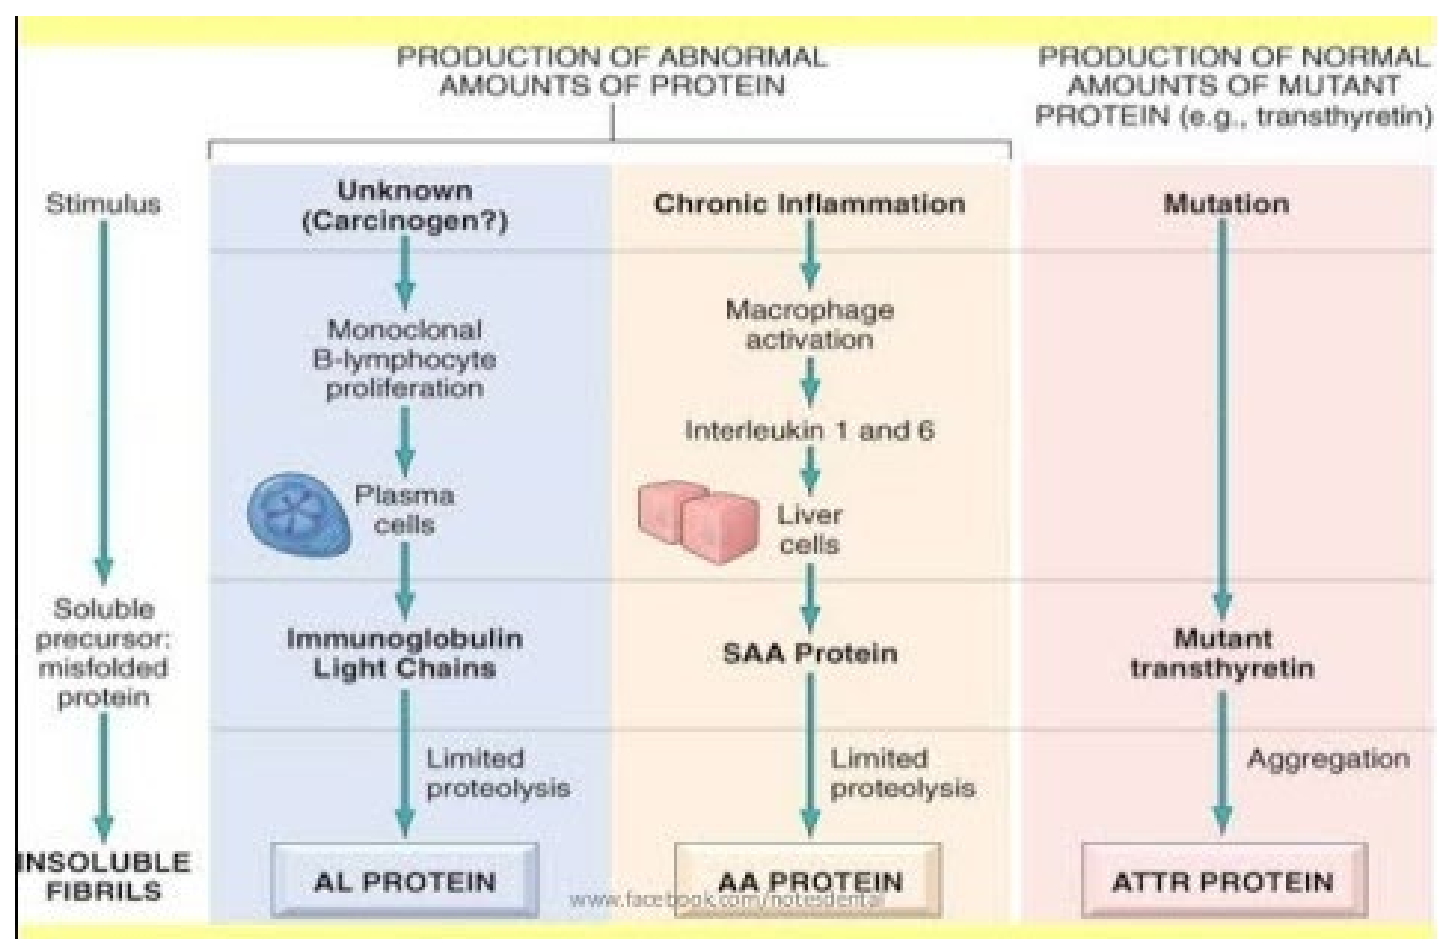 PRODUCTION OF ABNORMAL
AMOUNTS OF PROTEIN
PRODUCTION OF NORMAL
AMOUNTS OF MUTANT
PROTEIN (e.g., transthyretin)
Stimulus
Unknown
(Carcinogen?)
Chronic Inflammation
Mutation
Monoclonal
B-lymphocyte
proliferation
Macrophage
activation
Interleukin 1 and 6
Plasma
cells
Liver
cells
Soluble
precursor:
misfolded
protein
Immunoglobulin
Light Chains
SAA Protein
Mutant
transthyretin
Limited
proteolysis
Limited
proteolysis
Aggregation
INSOLUBLE
FIBRILS
AL PROTEIN
AA PROTEIN
ATTR PROTEIN
www.facebook.com/notesdental